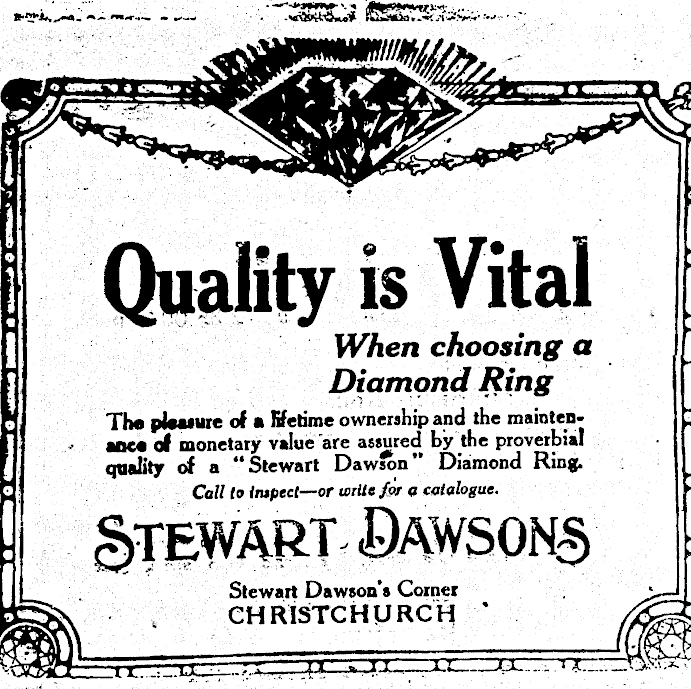 Quality is Vital
When choosing a
Diamond Ring
The pleasure of a lifetime ownership and the mainten-
ance of monetary value are assured by the proverbial
quality of a "Stewart Dawson" Diamond Ring.
Call to inspect—or write for a catalogue.
STEWART DAWSONS
Stewart Dawson's Corner
CHRISTCHURCH